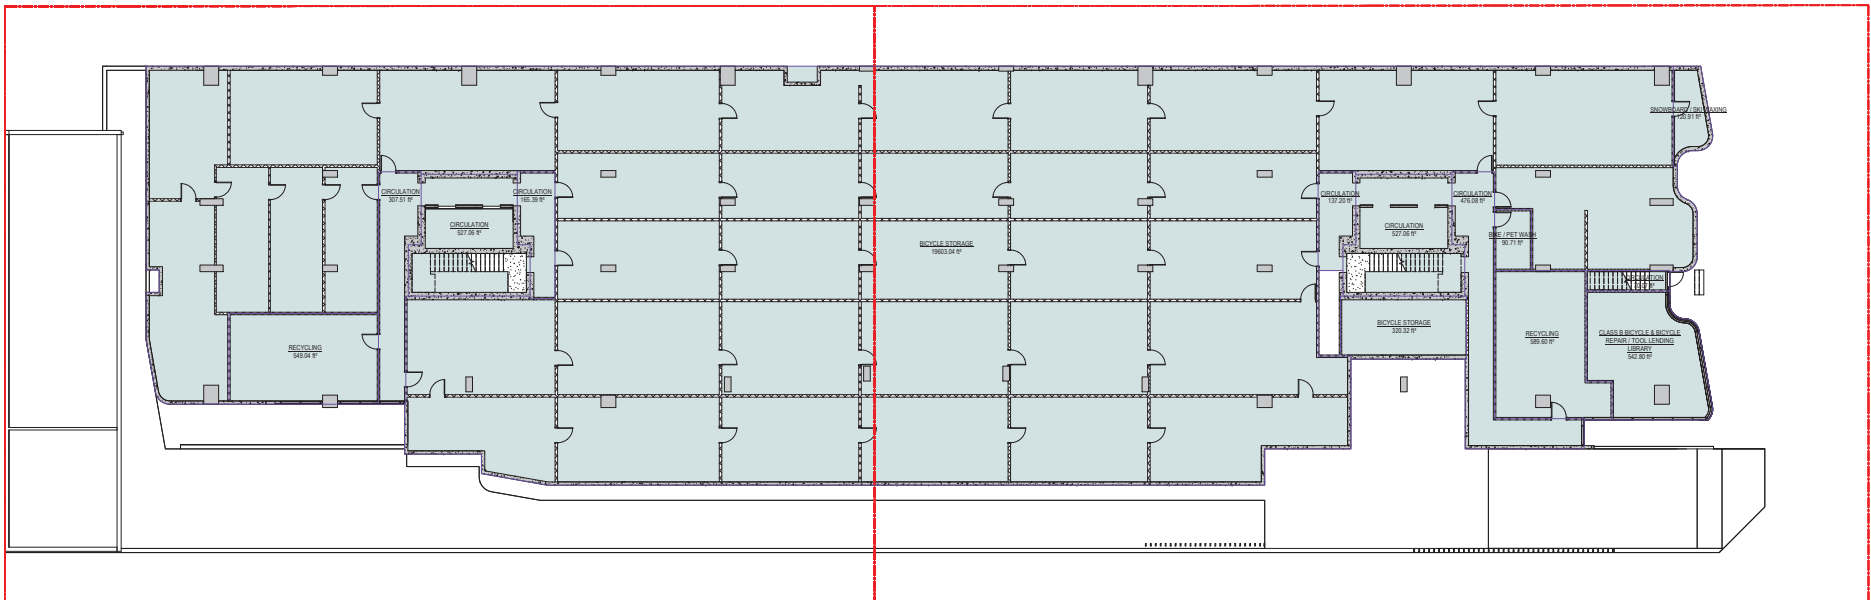 SNOWBOARD / SKI WAXING
120.91 ft²
CIRCULATION
307.51 ft²
CIRCULATION
165.39 ft²
CIRCULATION
527.06 ft²
BICYCLE STORAGE
19603.04 ft²
CIRCULATION
137.20 ft²
CIRCULATION
476.08 ft²
CIRCULATION
527.06 ft²
BIKE / PET WASH
90.71 ft²
CIRCULATION
BICYCLE STORAGE
320.32 ft²
RECYCLING
549.04 ft²
RECYCLING
589.60 ft²
CLASS B BICYCLE & BICYCLE
REPAIR / TOOL LENDING
LIBRARY
542.80 ft²